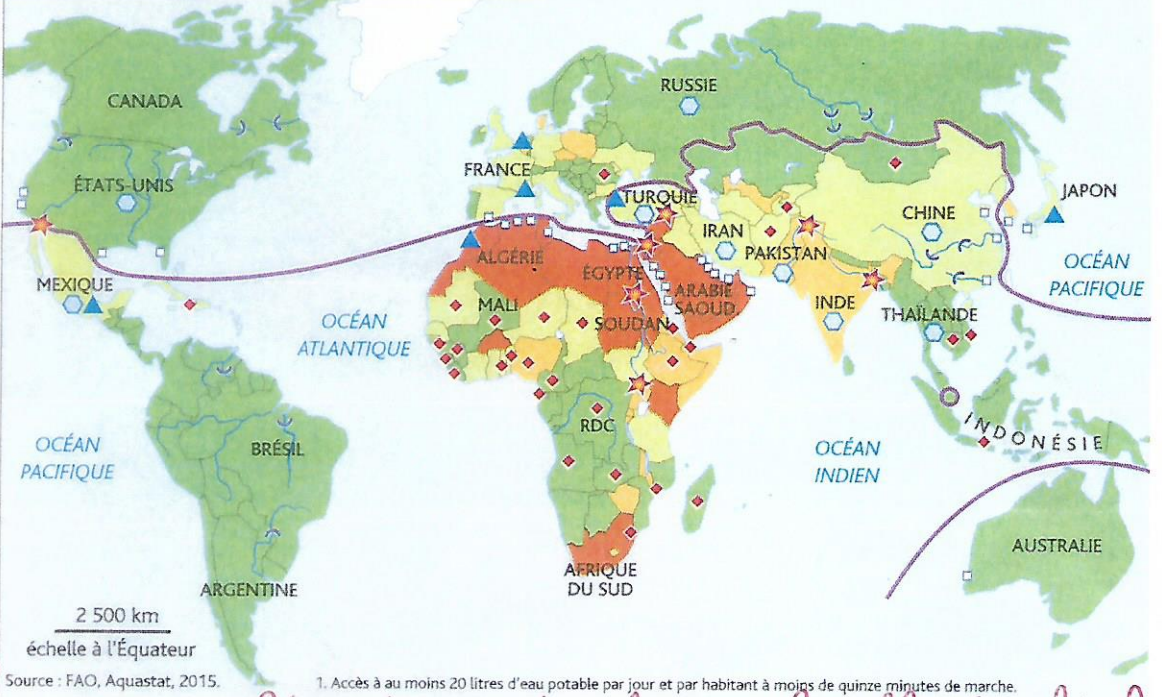 CANADA
RUSSIE
ÉTATS-UNIS
FRANCE
TURQUIE
JAPON
CHINE
IRAN
PAKISTAN
ALGÉRIE
ÉGYPTE
ARABIE
SAOUD.
OCÉAN
PACIFIQUE
MEXIQUE
MALI
SOUDAN
INDE
THAÏLANDE
OCÉAN
ATLANTIQUE
RDC
INDONÉSIE
BRÉSIL
OCÉAN
PACIFIQUE
OCÉAN
INDIEN
AUSTRALIE
ARGENTINE
AFRIQUE
DU SUD
2 500 km
échelle à l'Équateur
Source : FAO, Aquastat, 2015.
1. Accès à au moins 20 litres d'eau potable par jour et par habitant à moins de quinze minutes de marche.